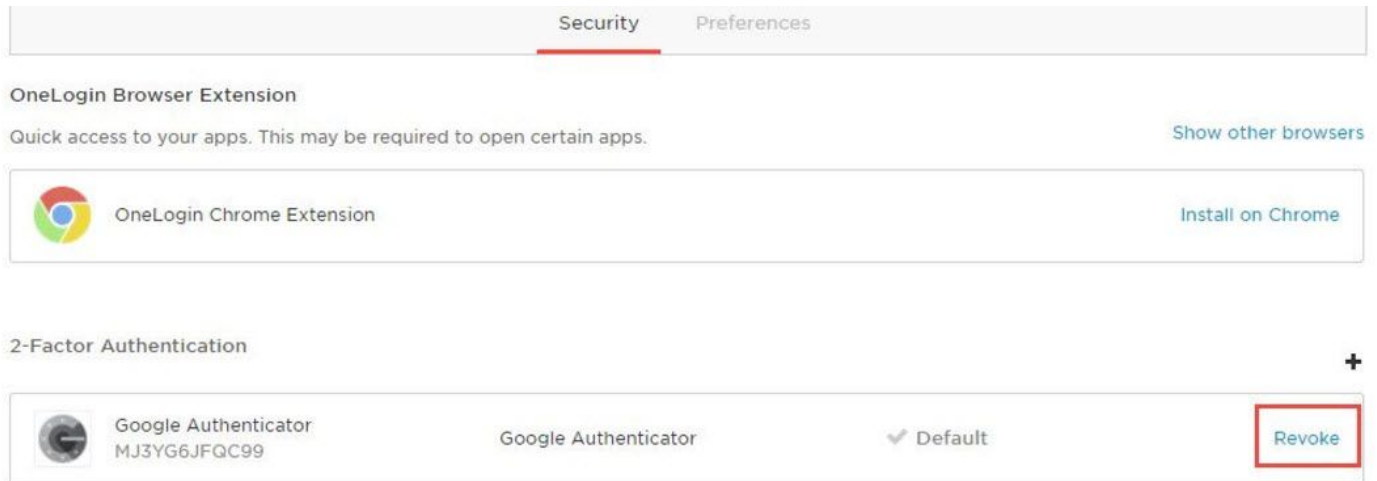 Security Preferences
OneLogin Browser Extension
Quick access to your apps. This may be required to open certain apps.
Show other browsers
OneLogin Chrome Extension
Install on Chrome
2-Factor Authentication
+
Google Authenticator
MJ3YG6JFQC99
Google Authenticator
Default
Revoke